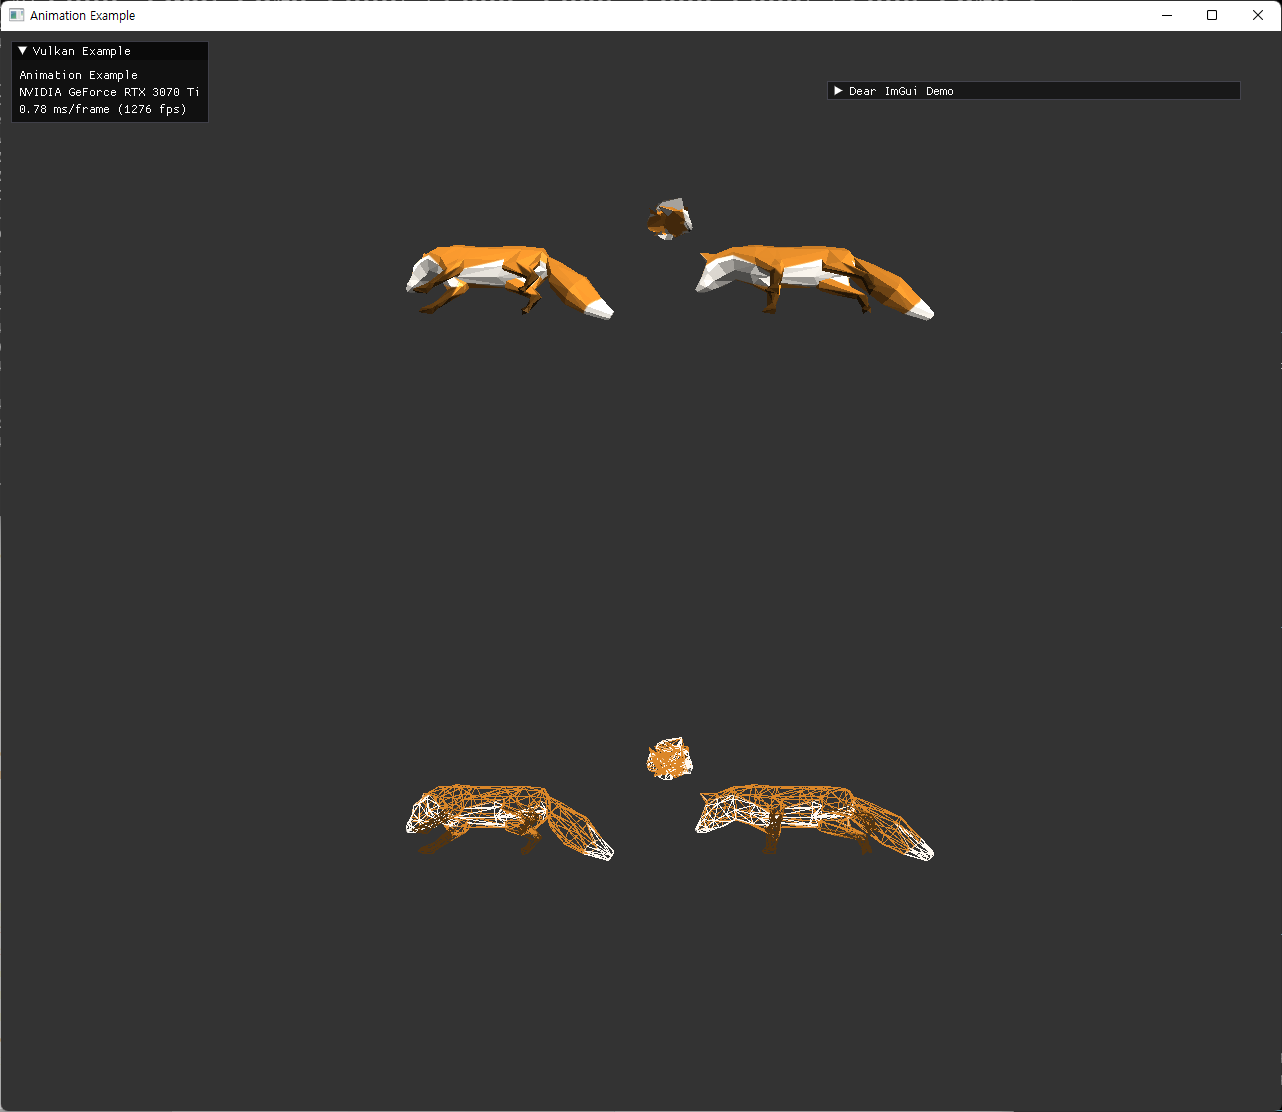 Animation Example
Vulkan Example
Animation Example
NVIDIA GeForce RTX 3070 Ti
0.78 ms/frame (1276 fps)
Dear ImGui Demo